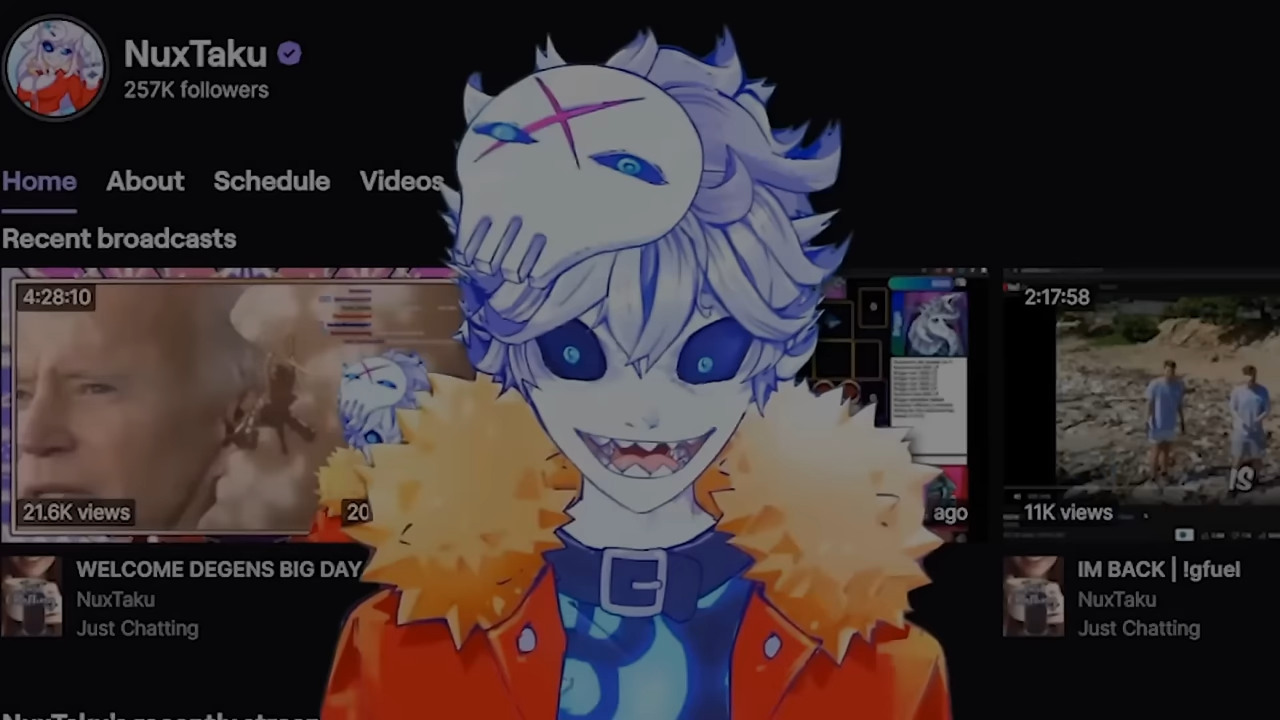 NuxTaku
257K followers
Home About Schedule Videos
Recent broadcasts
4:28:10
2:17:58
21.6K views
20
ago
11K views
IS
WELCOME DEGENS BIG DAY
NuxTaku
Just Chatting
IM BACK | !gfuel
NuxTaku
Just Chatting